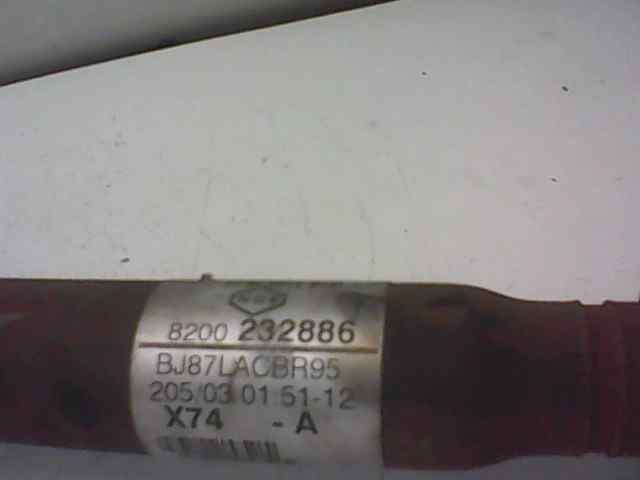 8200 232886
BJ87LACBR95
205/03 01 51-12
X74 - A